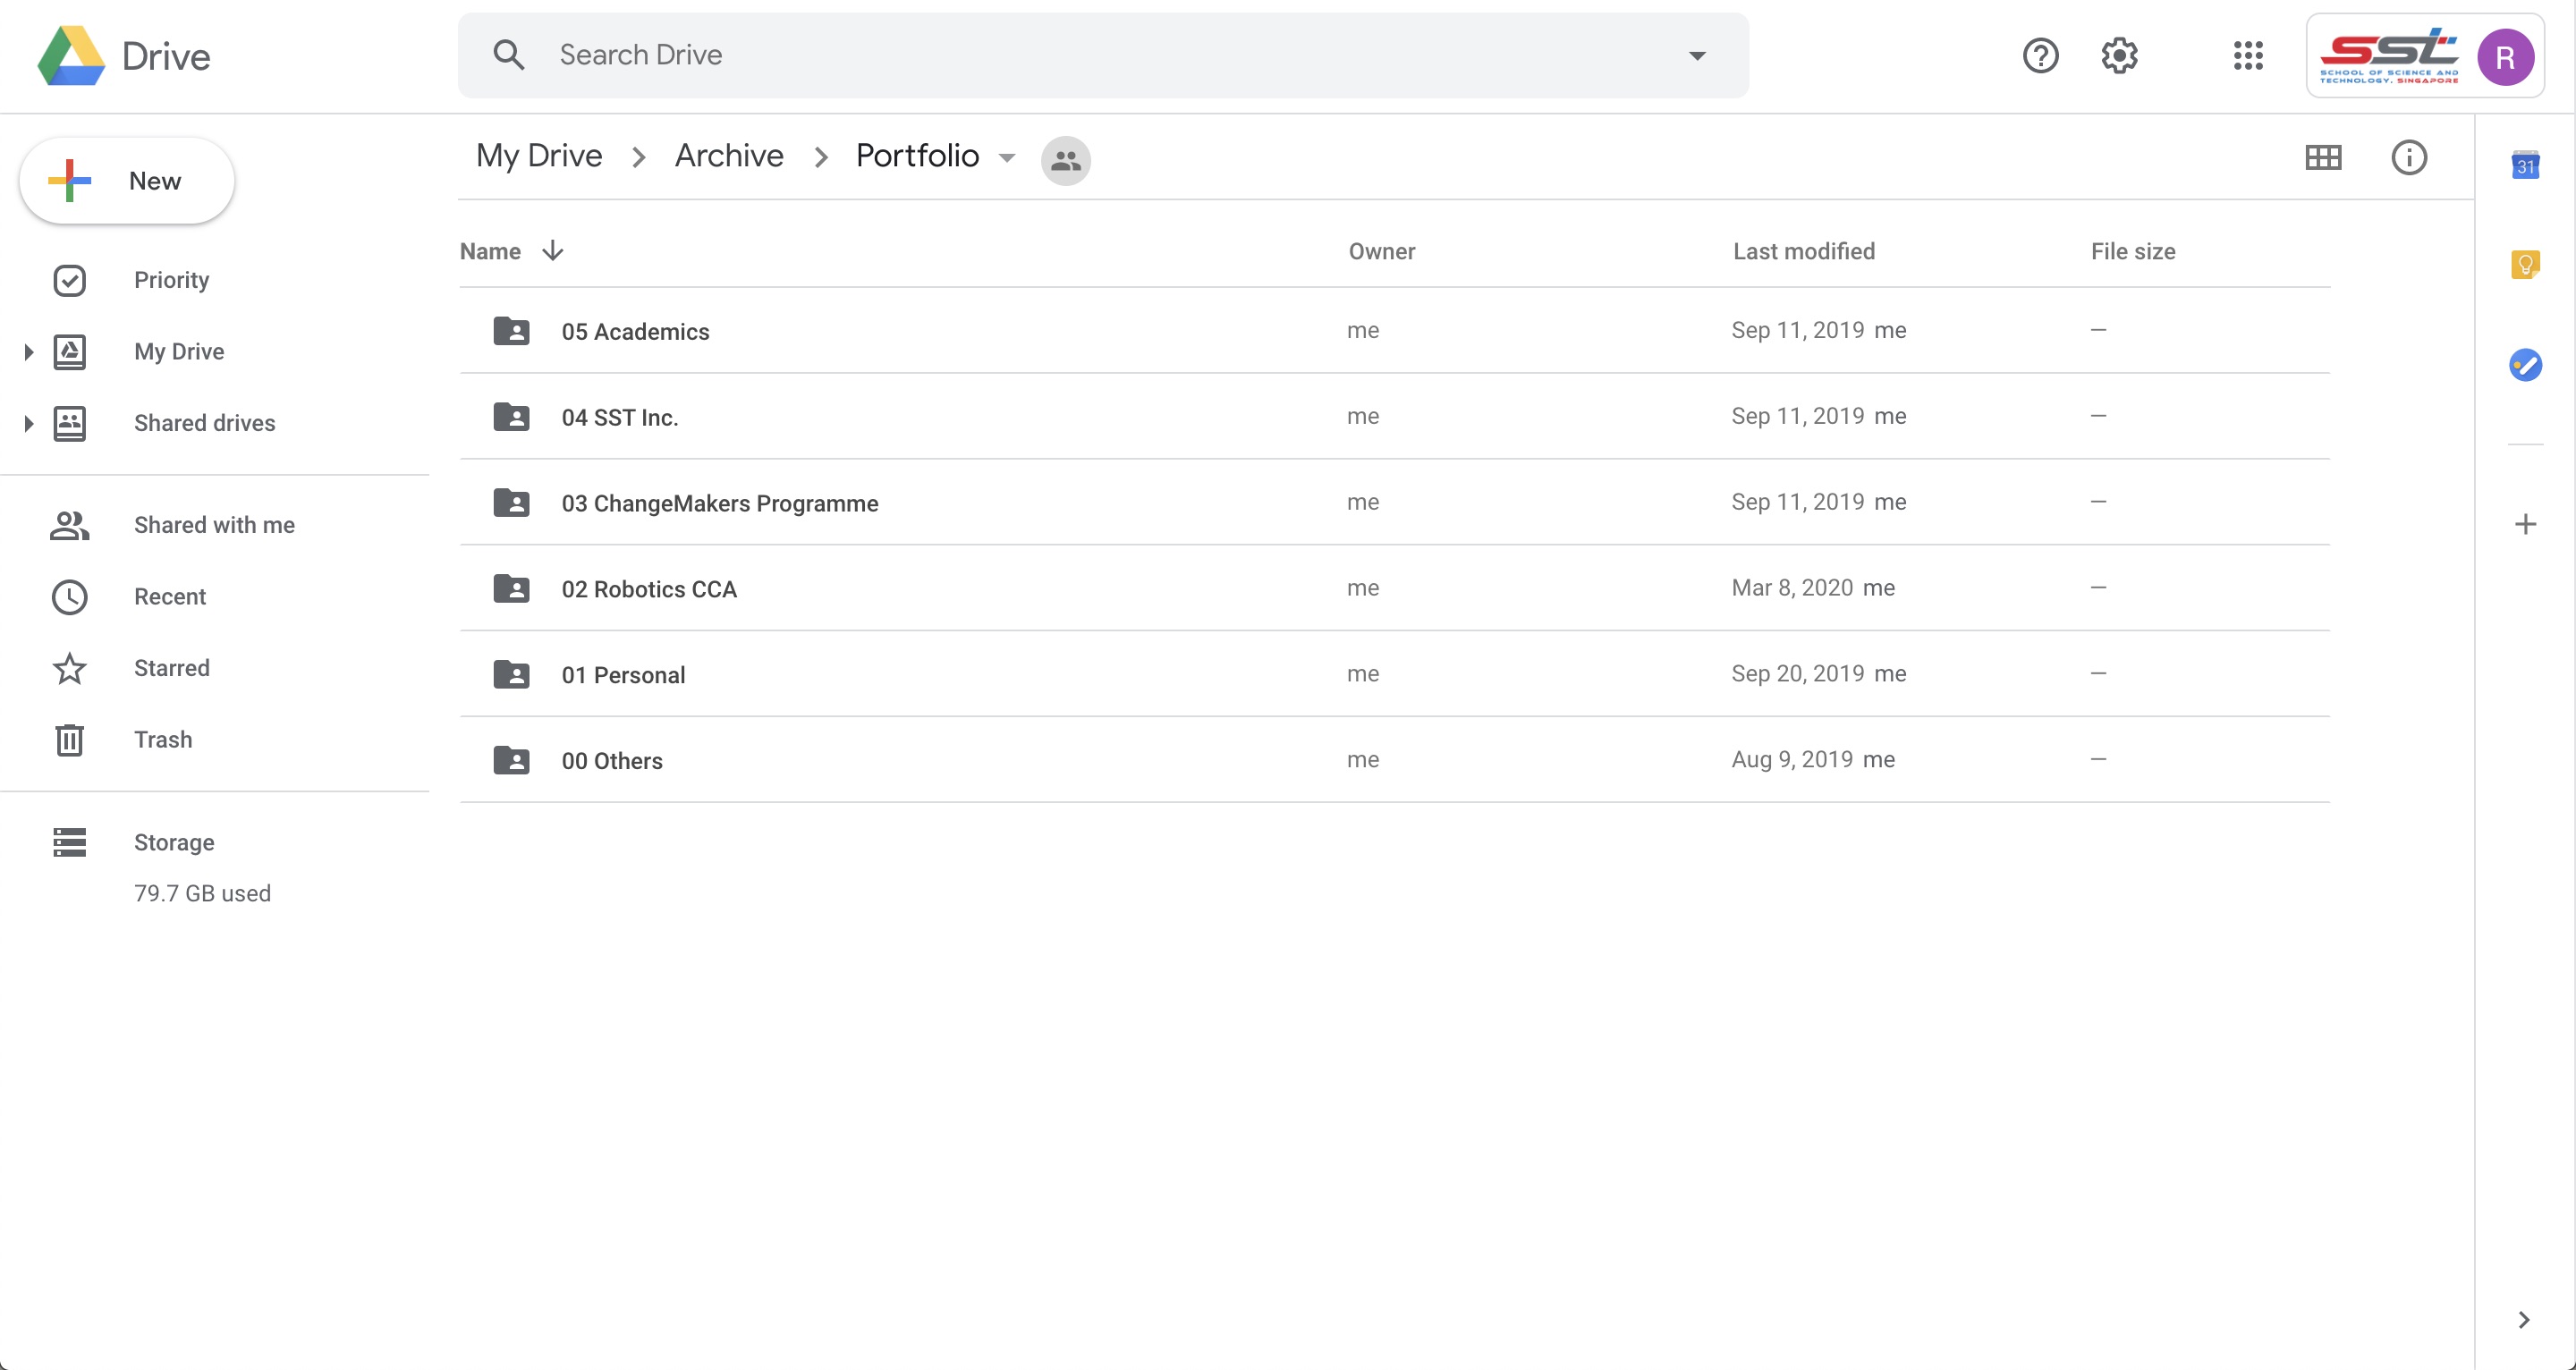 Drive
Search Drive
SST
SCHOOL OF SCIENCE AND
TECHNOLOGY, SINGAPORE
R
New
My Drive
Archive
Portfolio
31
Priority
My Drive
Shared drives
Shared with me
Recent
Starred
Trash
Storage
79.7 GB used
Name Owner Last modified File size
05 Academics me Sep 11, 2019 me —
04 SST Inc. me Sep 11, 2019 me —
03 ChangeMakers Programme me Sep 11, 2019 me —
02 Robotics CCA me Mar 8, 2020 me —
01 Personal me Sep 20, 2019 me —
00 Others me Aug 9, 2019 me —